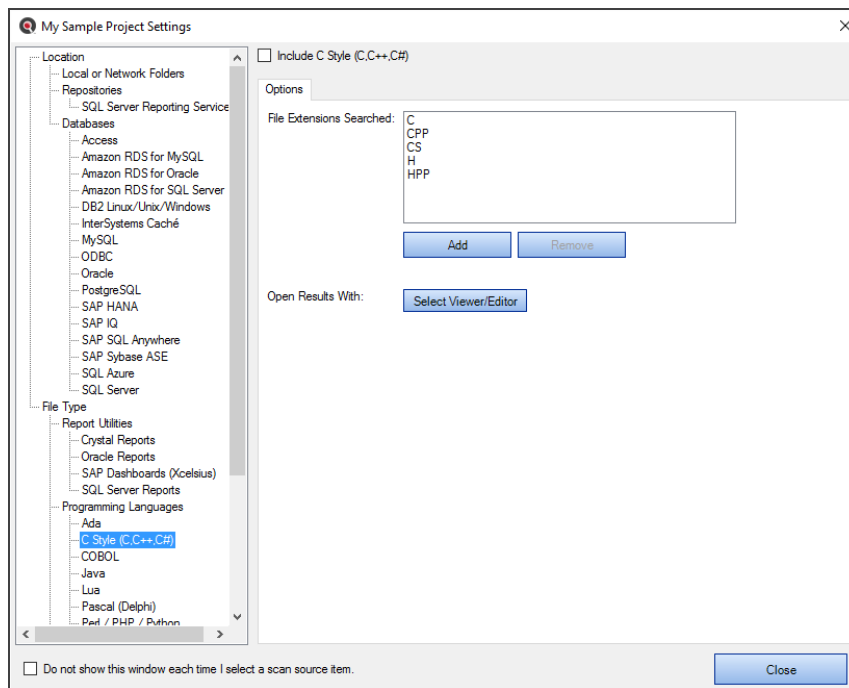 My Sample Project Settings
Location
Local or Network Folders
Repositories
SQL Server Reporting Service
Databases
Access
Amazon RDS for MySQL
Amazon RDS for Oracle
Amazon RDS for SQL Server
DB2 Linux/Unix/Windows
InterSystems Caché
MySQL
ODBC
Oracle
PostgreSQL
SAP HANA
SAP IQ
SAP SQL Anywhere
SAP Sybase ASE
SQL Azure
SQL Server
File Type
Report Utilities
Crystal Reports
Oracle Reports
SAP Dashboards (Xcelsius)
SQL Server Reports
Programming Languages
Ada
C Style (C,C++,C#)
COBOL
Java
Lua
Pascal (Delphi)
Perl / PHP / Python
Include C Style (C,C++,C#)
Options
File Extensions Searched:
C
CPP
CS
H
HPP
Add Remove
Open Results With: Select Viewer/Editor
Do not show this window each time I select a scan source item.
Close